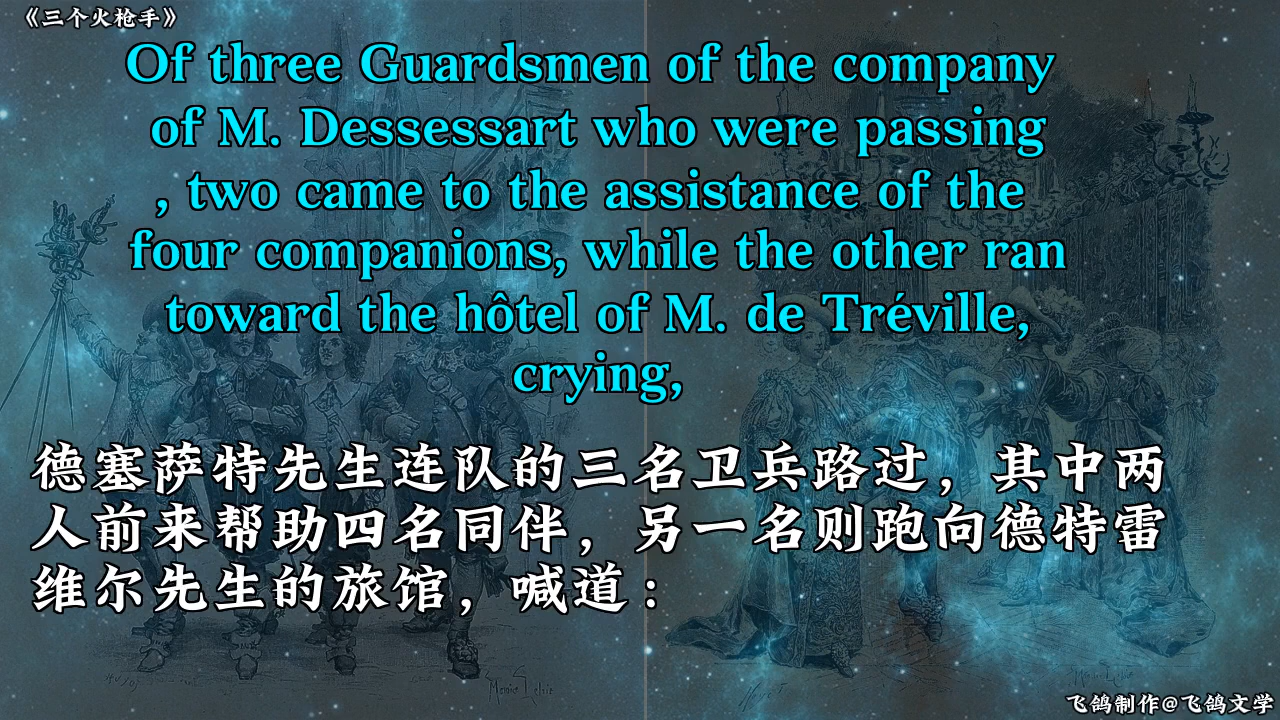 《三个火枪手》
Of three Guardsmen of the company
of M. Dessessart who were passing
, two came to the assistance of the
four companions, while the other ran
toward the hôtel of M. de Tréville,
crying,
德塞萨特先生连队的三名卫兵路过，其中两
人前来帮助四名同伴，另一名则跑向德特雷
维尔先生的旅馆，喊道：
飞鸽制作@飞鸽文学